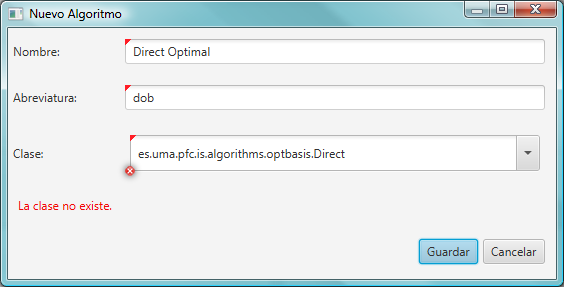 Nuevo Algoritmo
Nombre: Direct Optimal
Abreviatura: dob
Clase: es.uma.pfc.is.algorithms.optbasis.Direct
La clase no existe.
Guardar Cancelar